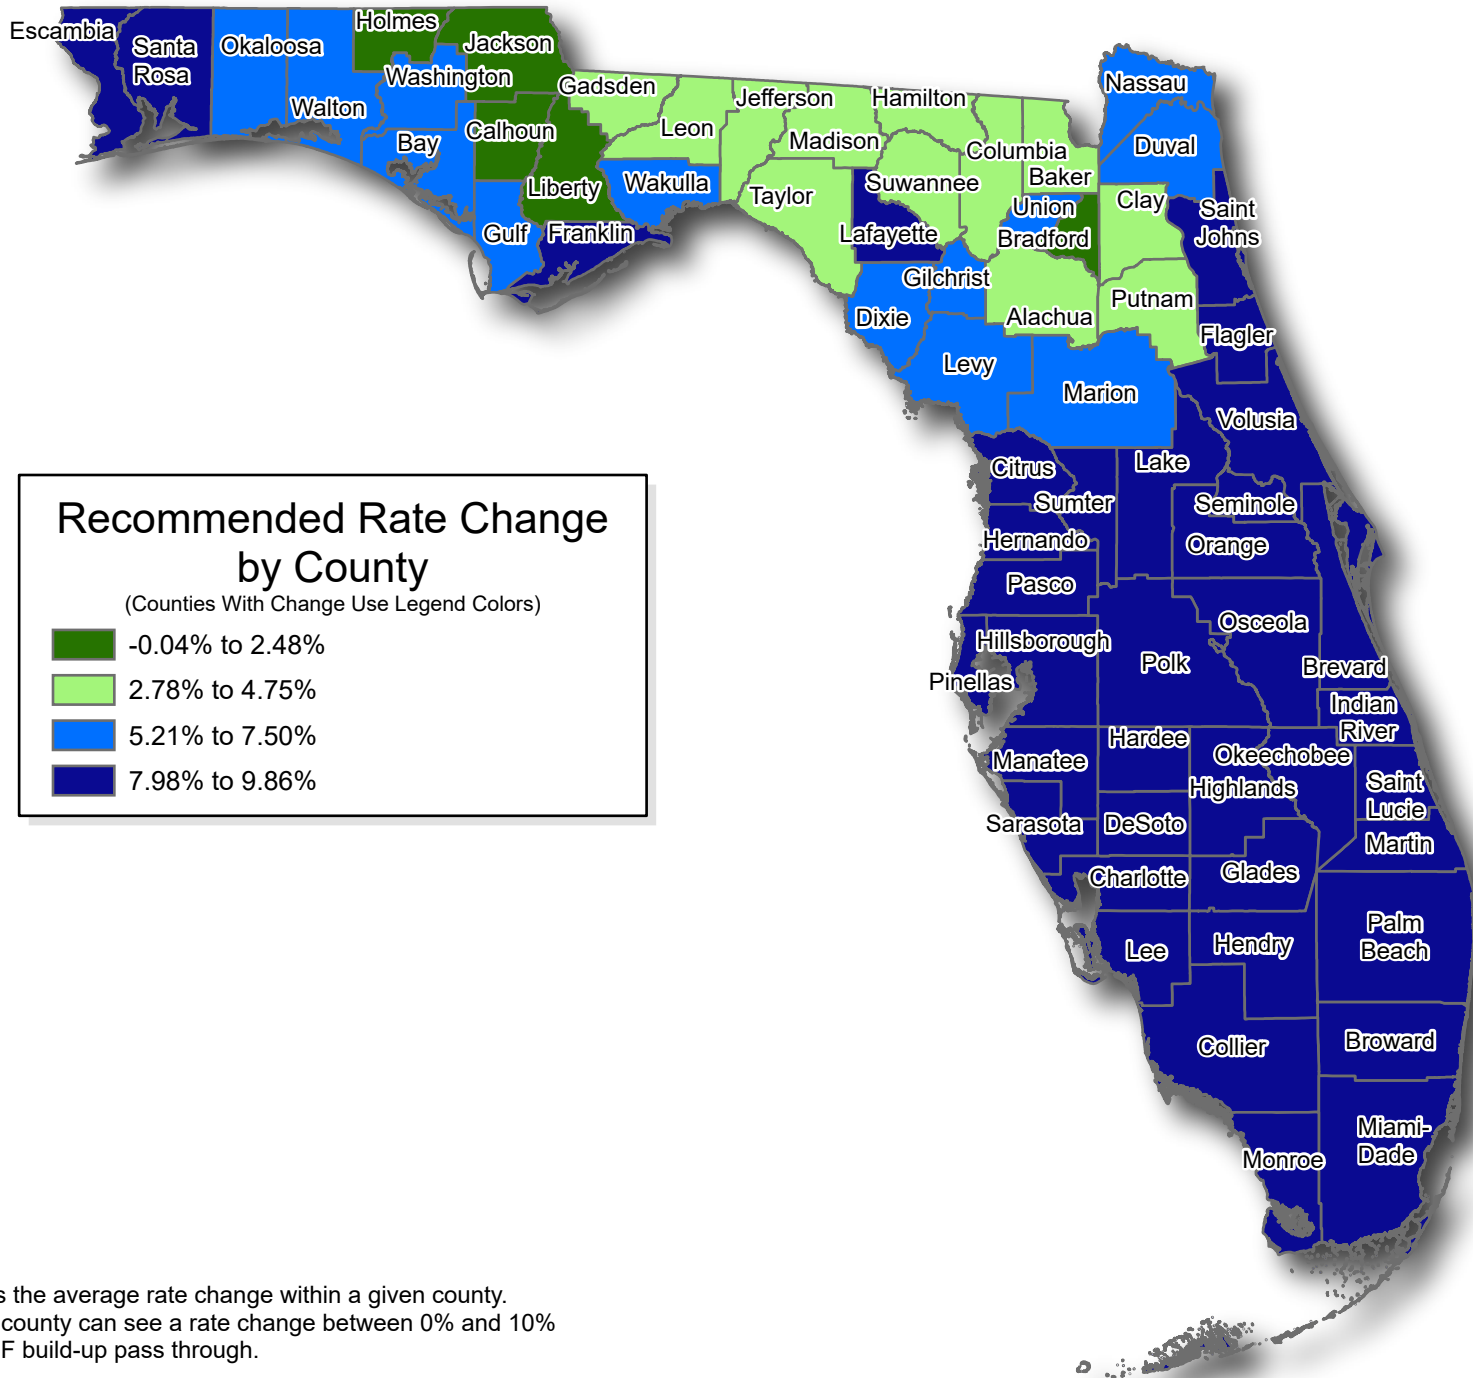 Escambia
Santa
Rosa
Okaloosa
Walton
Holmes
Jackson
Washington
Bay
Calhoun
Gulf
Liberty
Franklin
Gadsden
Leon
Wakulla
Jefferson
Madison
Taylor
Hamilton
Suwannee
Lafayette
Columbia
Baker
Union
Bradford
Nassau
Duval
Clay
Saint
Johns
Gilchrist
Dixie
Alachua
Putnam
Flagler
Levy
Marion
Volusia
Citrus
Lake
Sumter
Seminole
Hernando
Orange
Pasco
Osceola
Hillsborough
Polk
Pinellas
Brevard
Indian
River
Hardee
Manatee
Okeechobee
Highlands
Saint
Lucie
Sarasota
DeSoto
Martin
Charlotte
Glades
Palm
Beach
Lee
Hendry
Collier
Broward
Miami-
Dade
Monroe
Recommended Rate Change
by County
(Counties With Change Use Legend Colors)
-0.04% to 2.48%
2.78% to 4.75%
5.21% to 7.50%
7.98% to 9.86%
s the average rate change within a given county.
county can see a rate change between 0% and 10%
F build-up pass through.